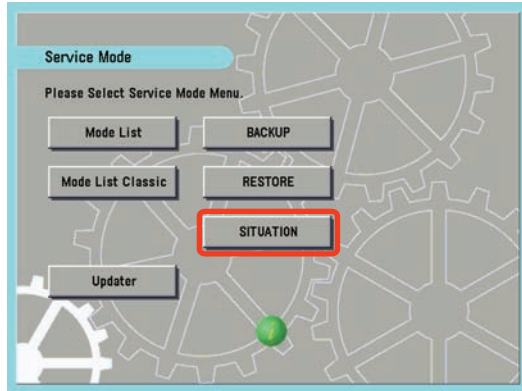 Service Mode
Please Select Service Mode Menu.
Mode List
BACKUP
Mode List Classic
RESTORE
SITUATION
Updater